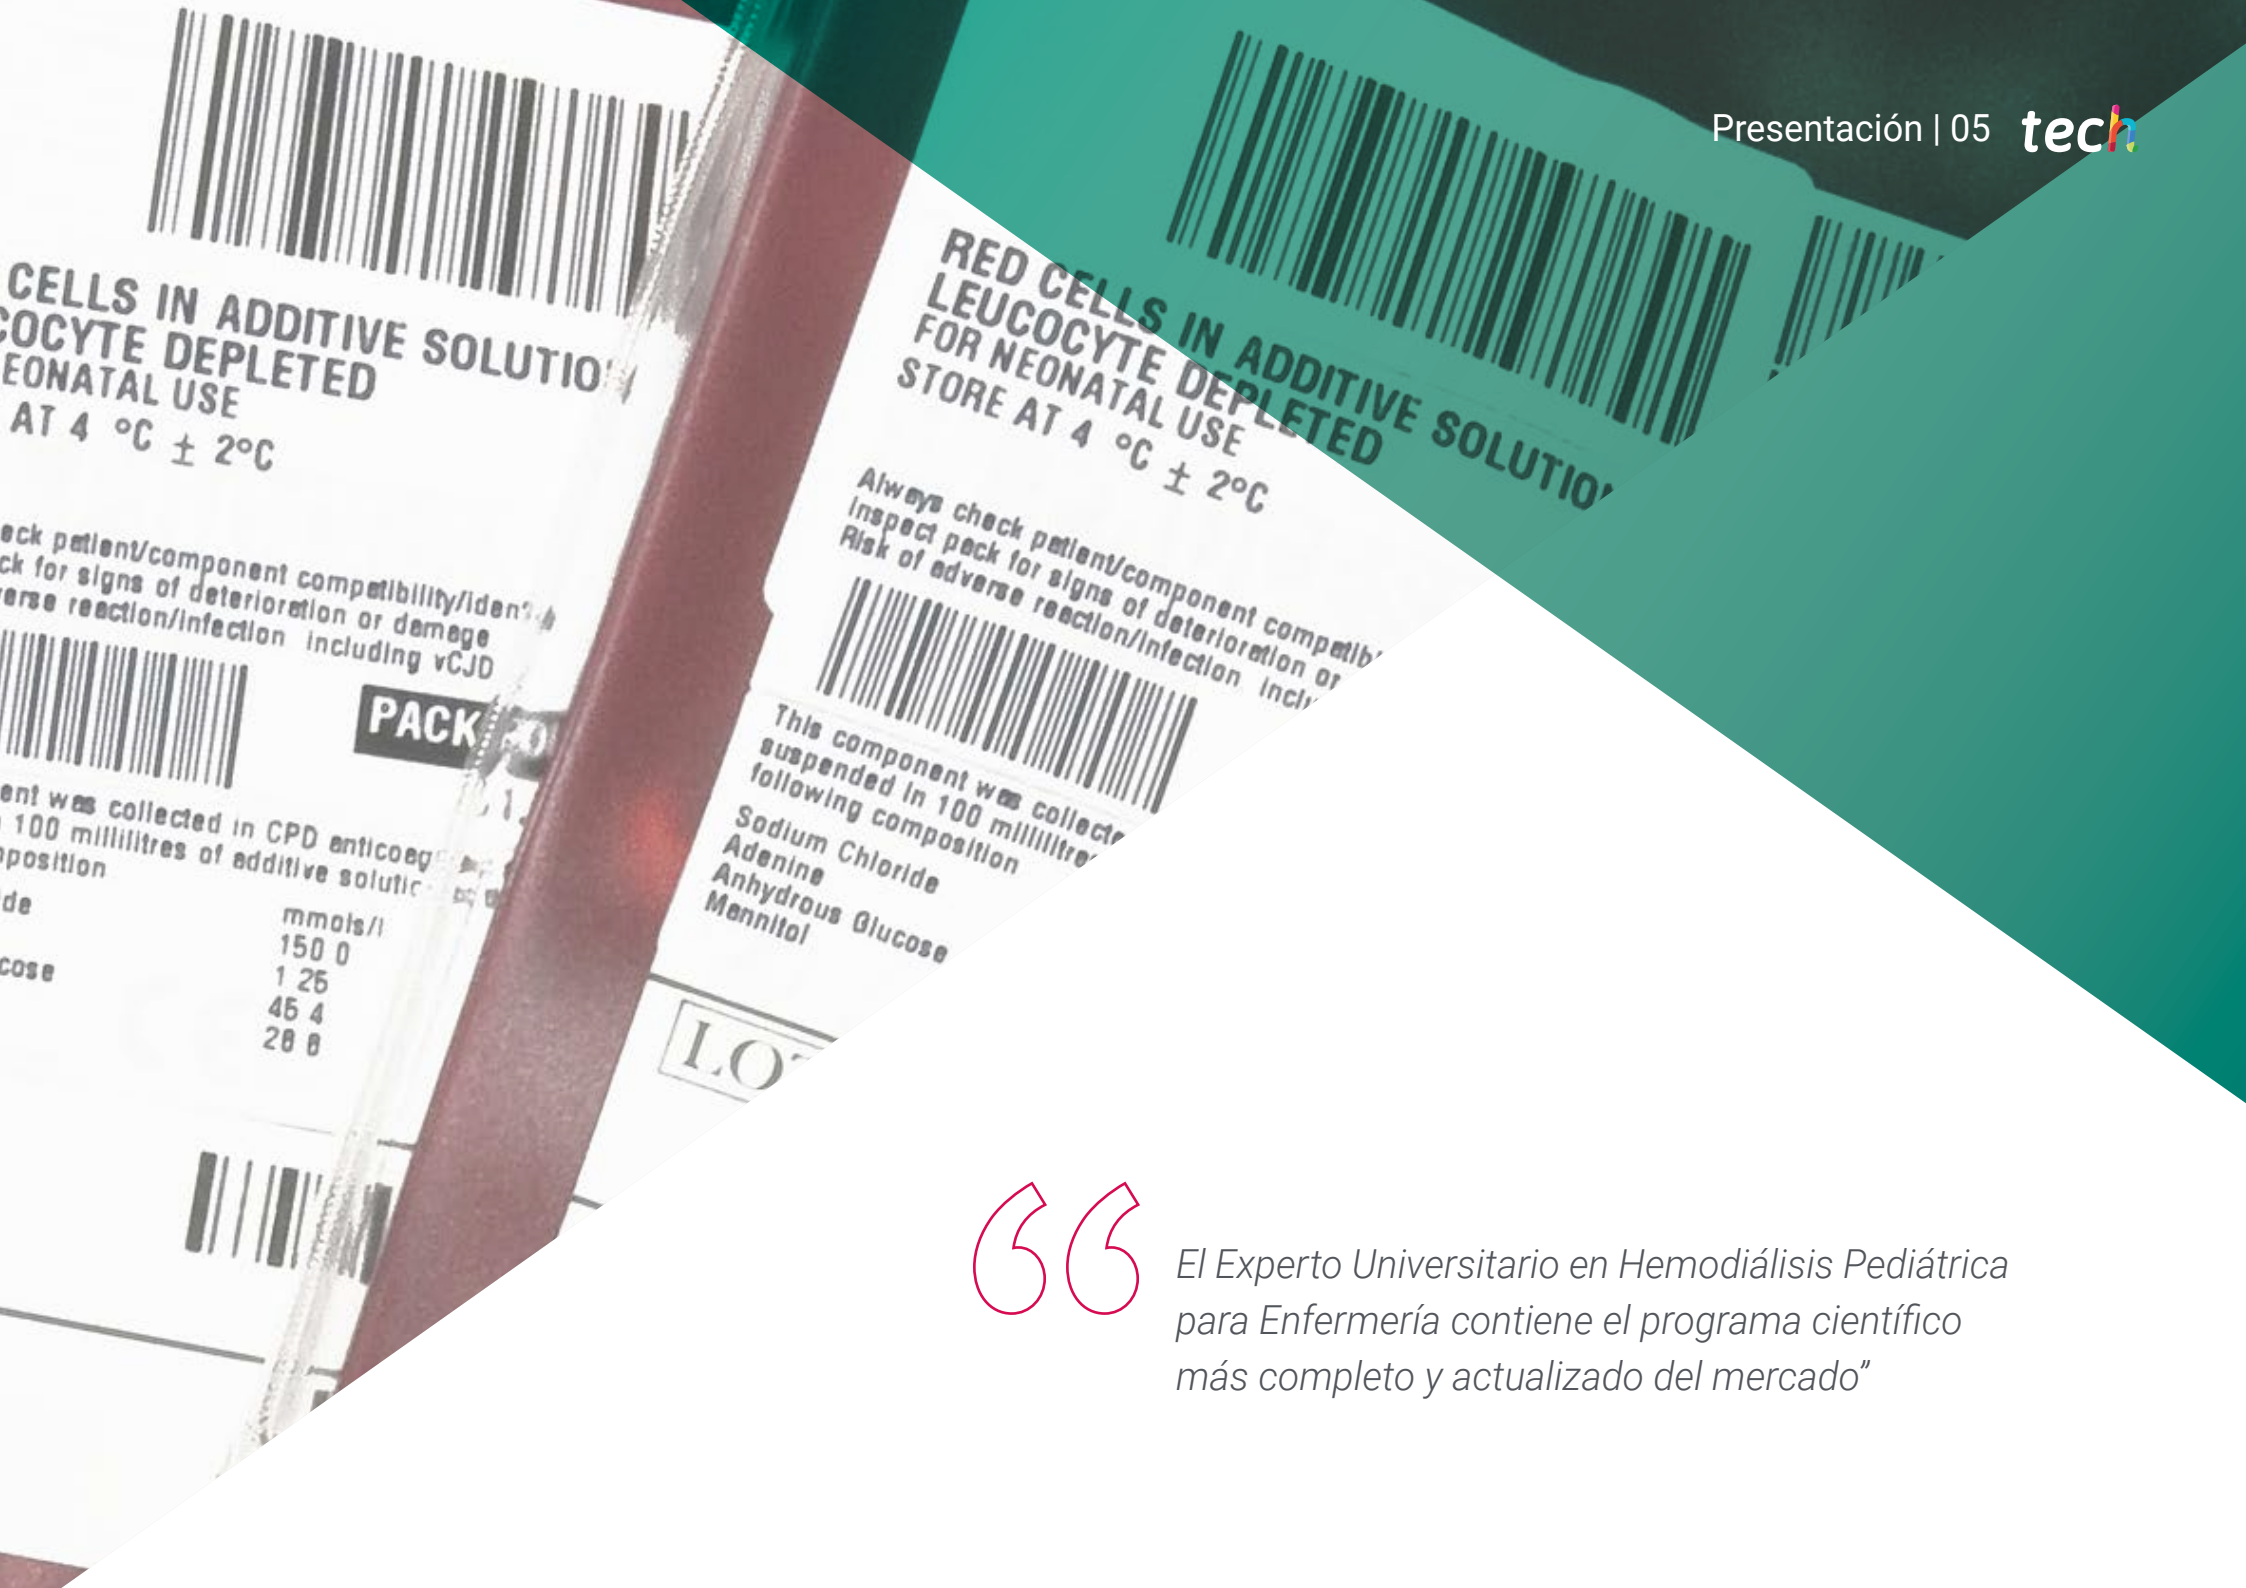 Presentación | 05 tech
CELLS IN ADDITIVE SOLUTIO
COCYTE DEPLETED
EONATAL USE
AT 4 °C ± 2°C
eck patient/component compatibility/iden
ck for signs of deterioration or damage
erse reaction/infection including vCJD
PACK
ent was collected in CPD anticoag
100 millilitres of additive solutio
position
de
mmols/l
150 0
1 25
cose
45 4
RED CELLS IN ADDITIVE SOLUTIO
LEUCOCYTE DEPLETED
FOR NEONATAL USE
STORE AT 4 °C ± 2°C
Always check patient/component compatib
Inspect pack for signs of deterioration or
Risk of adverse reaction/infection inclu
This component was collecte
suspended in 100 millilitre
following composition
Sodium Chloride
Adenine
Anhydrous Glucose
Mannitol
LOT
“El Experto Universitario en Hemodiálisis Pediátrica
para Enfermería contiene el programa científico
más completo y actualizado del mercado”